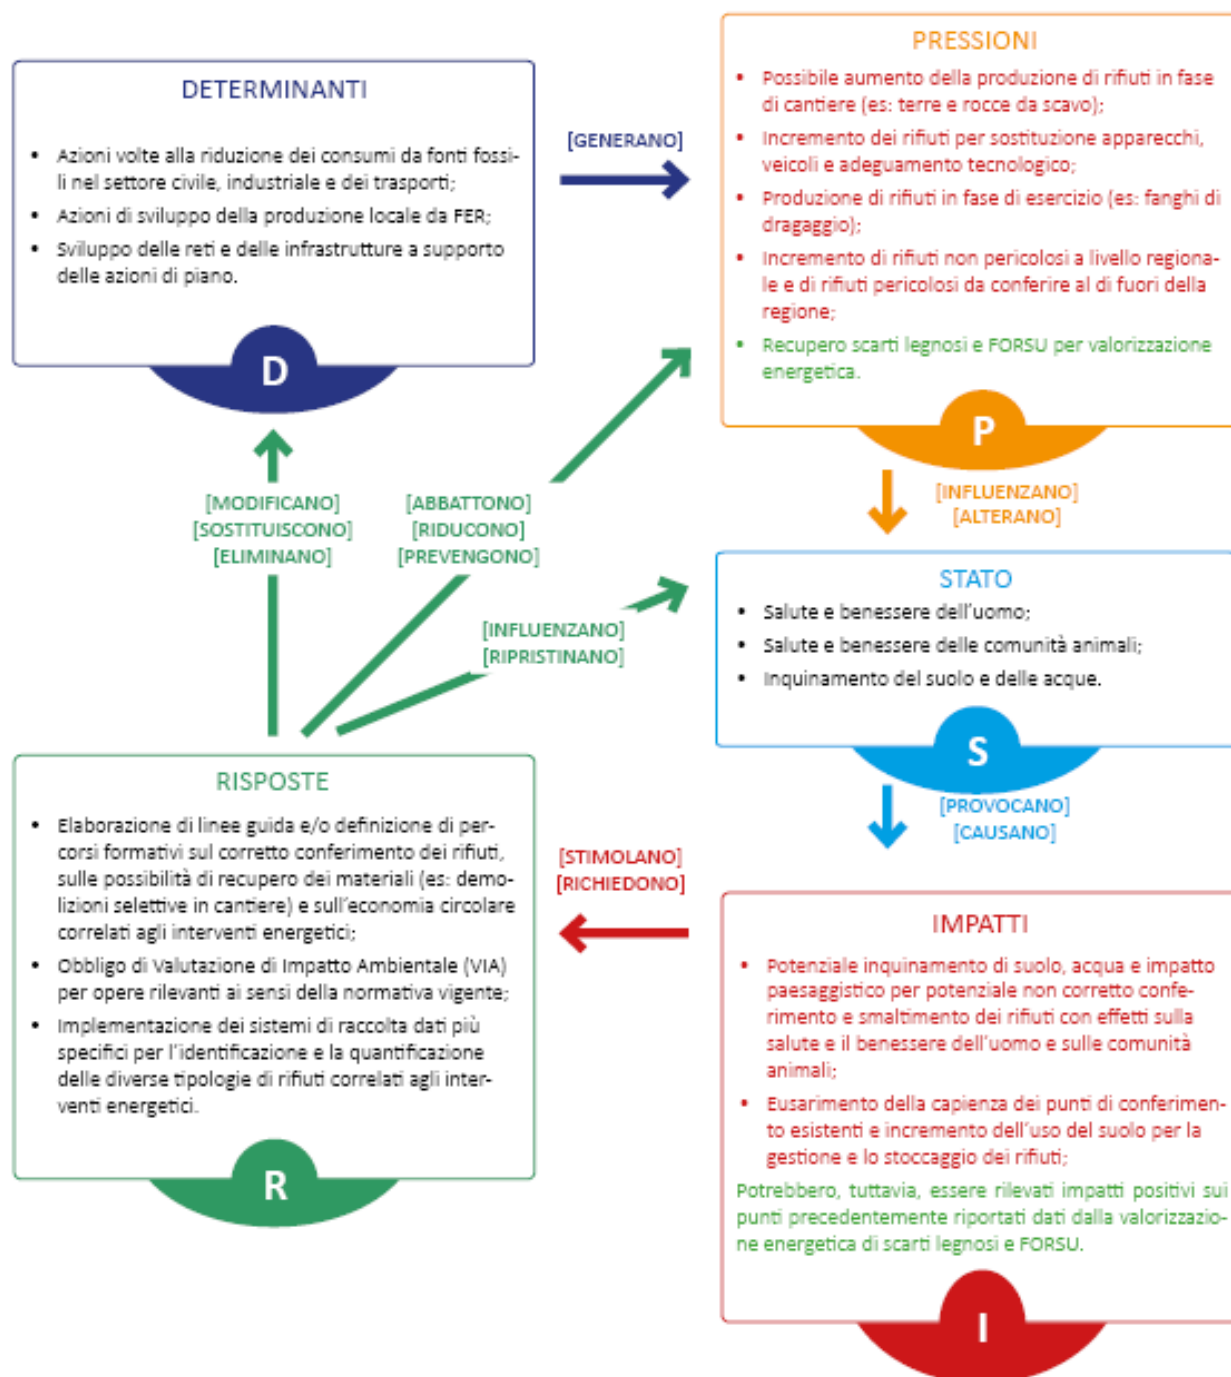 DETERMINANTI
• Azioni volte alla riduzione dei consumi da fonti fossi-
li nel settore civile, industriale e dei trasporti;
• Azioni di sviluppo della produzione locale da FER;
• Sviluppo delle reti e delle infrastrutture a supporto
delle azioni di piano.
D
[GENERANO]
PRESSIONI
• Possibile aumento della produzione di rifiuti in fase
di cantiere (es: terre e rocce da scavo);
• Incremento dei rifiuti per sostituzione apparecchi,
veicoli e adeguamento tecnologico;
• Produzione di rifiuti in fase di esercizio (es: fanghi di
dragaggio);
• Incremento di rifiuti non pericolosi a livello regiona-
le e di rifiuti pericolosi da conferire al di fuori della
regione;
• Recupero scarti legnosi e FORSU per valorizzazione
energetica.
P
[INFLUENZANO]
[ALTERANO]
[MODIFICANO]
[SOSTITUISCONO]
[ELIMINANO]
[ABBATTONO]
[RIDUCONO]
[PREVENGONO]
[INFLUENZANO]
[RIPRISTINANO]
STATO
• Salute e benessere dell'uomo;
• Salute e benessere delle comunità animali;
• Inquinamento del suolo e delle acque.
S
[PROVOCANO]
[CAUSANO]
IMPATTI
• Potenziale inquinamento di suolo, acqua e impatto
paesaggistico per potenziale non corretto confe-
rimento e smaltimento dei rifiuti con effetti sulla
salute e il benessere dell'uomo e sulle comunità
animali;
• Eusarimento della capienza dei punti di conferimen-
to esistenti e incremento dell'uso del suolo per la
gestione e lo stoccaggio dei rifiuti;
Potrebbero, tuttavia, essere rilevati impatti positivi sui
punti precedentemente riportati dati dalla valorizzazio-
ne energetica di scarti legnosi e FORSU.
I
[STIMOLANO]
[RICHIEDONO]
RISPOSTE
• Elaborazione di linee guida e/o definizione di per-
corsi formativi sul corretto conferimento dei rifiuti,
sulle possibilità di recupero dei materiali (es: demo-
lizioni selettive in cantiere) e sull'economia circolare
correlati agli interventi energetici;
• Obbligo di Valutazione di Impatto Ambientale (VIA)
per opere rilevanti ai sensi della normativa vigente;
• Implementazione dei sistemi di raccolta dati più
specifici per l'identificazione e la quantificazione
delle diverse tipologie di rifiuti correlati agli inter-
venti energetici.
R